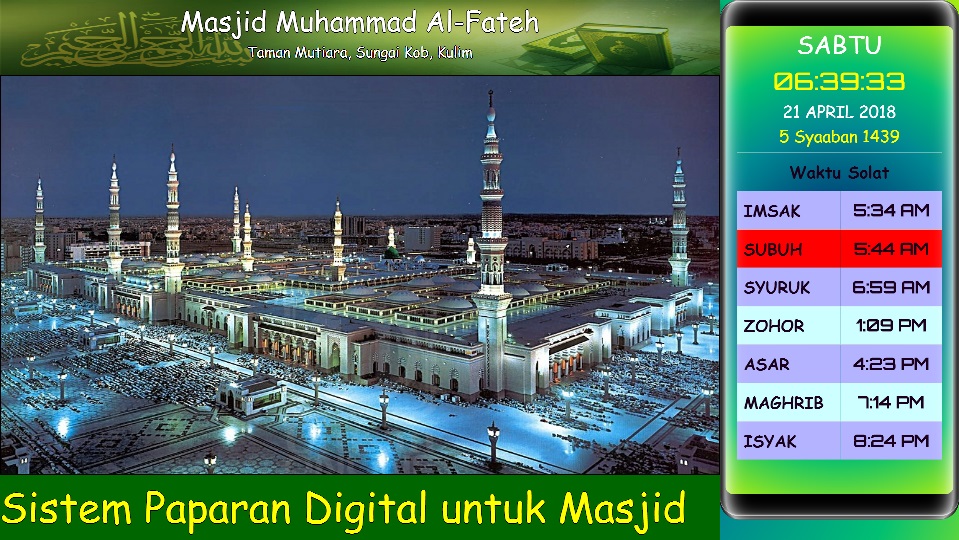 Masjid Muhammad Al-Fateh
Taman Mutiara, Sungai Kob, Kulim
SABTU
06:39:33
21 APRIL 2018
5 Syaaban 1439
Waktu Solat
IMSAK 5:34 AM
SUBUH 5:44 AM
SYURUK 6:59 AM
ZOHOR 1:09 PM
ASAR 4:23 PM
MAGHRIB 7:14 PM
ISYAK 8:24 PM
Sistem Paparan Digital untuk Masjid